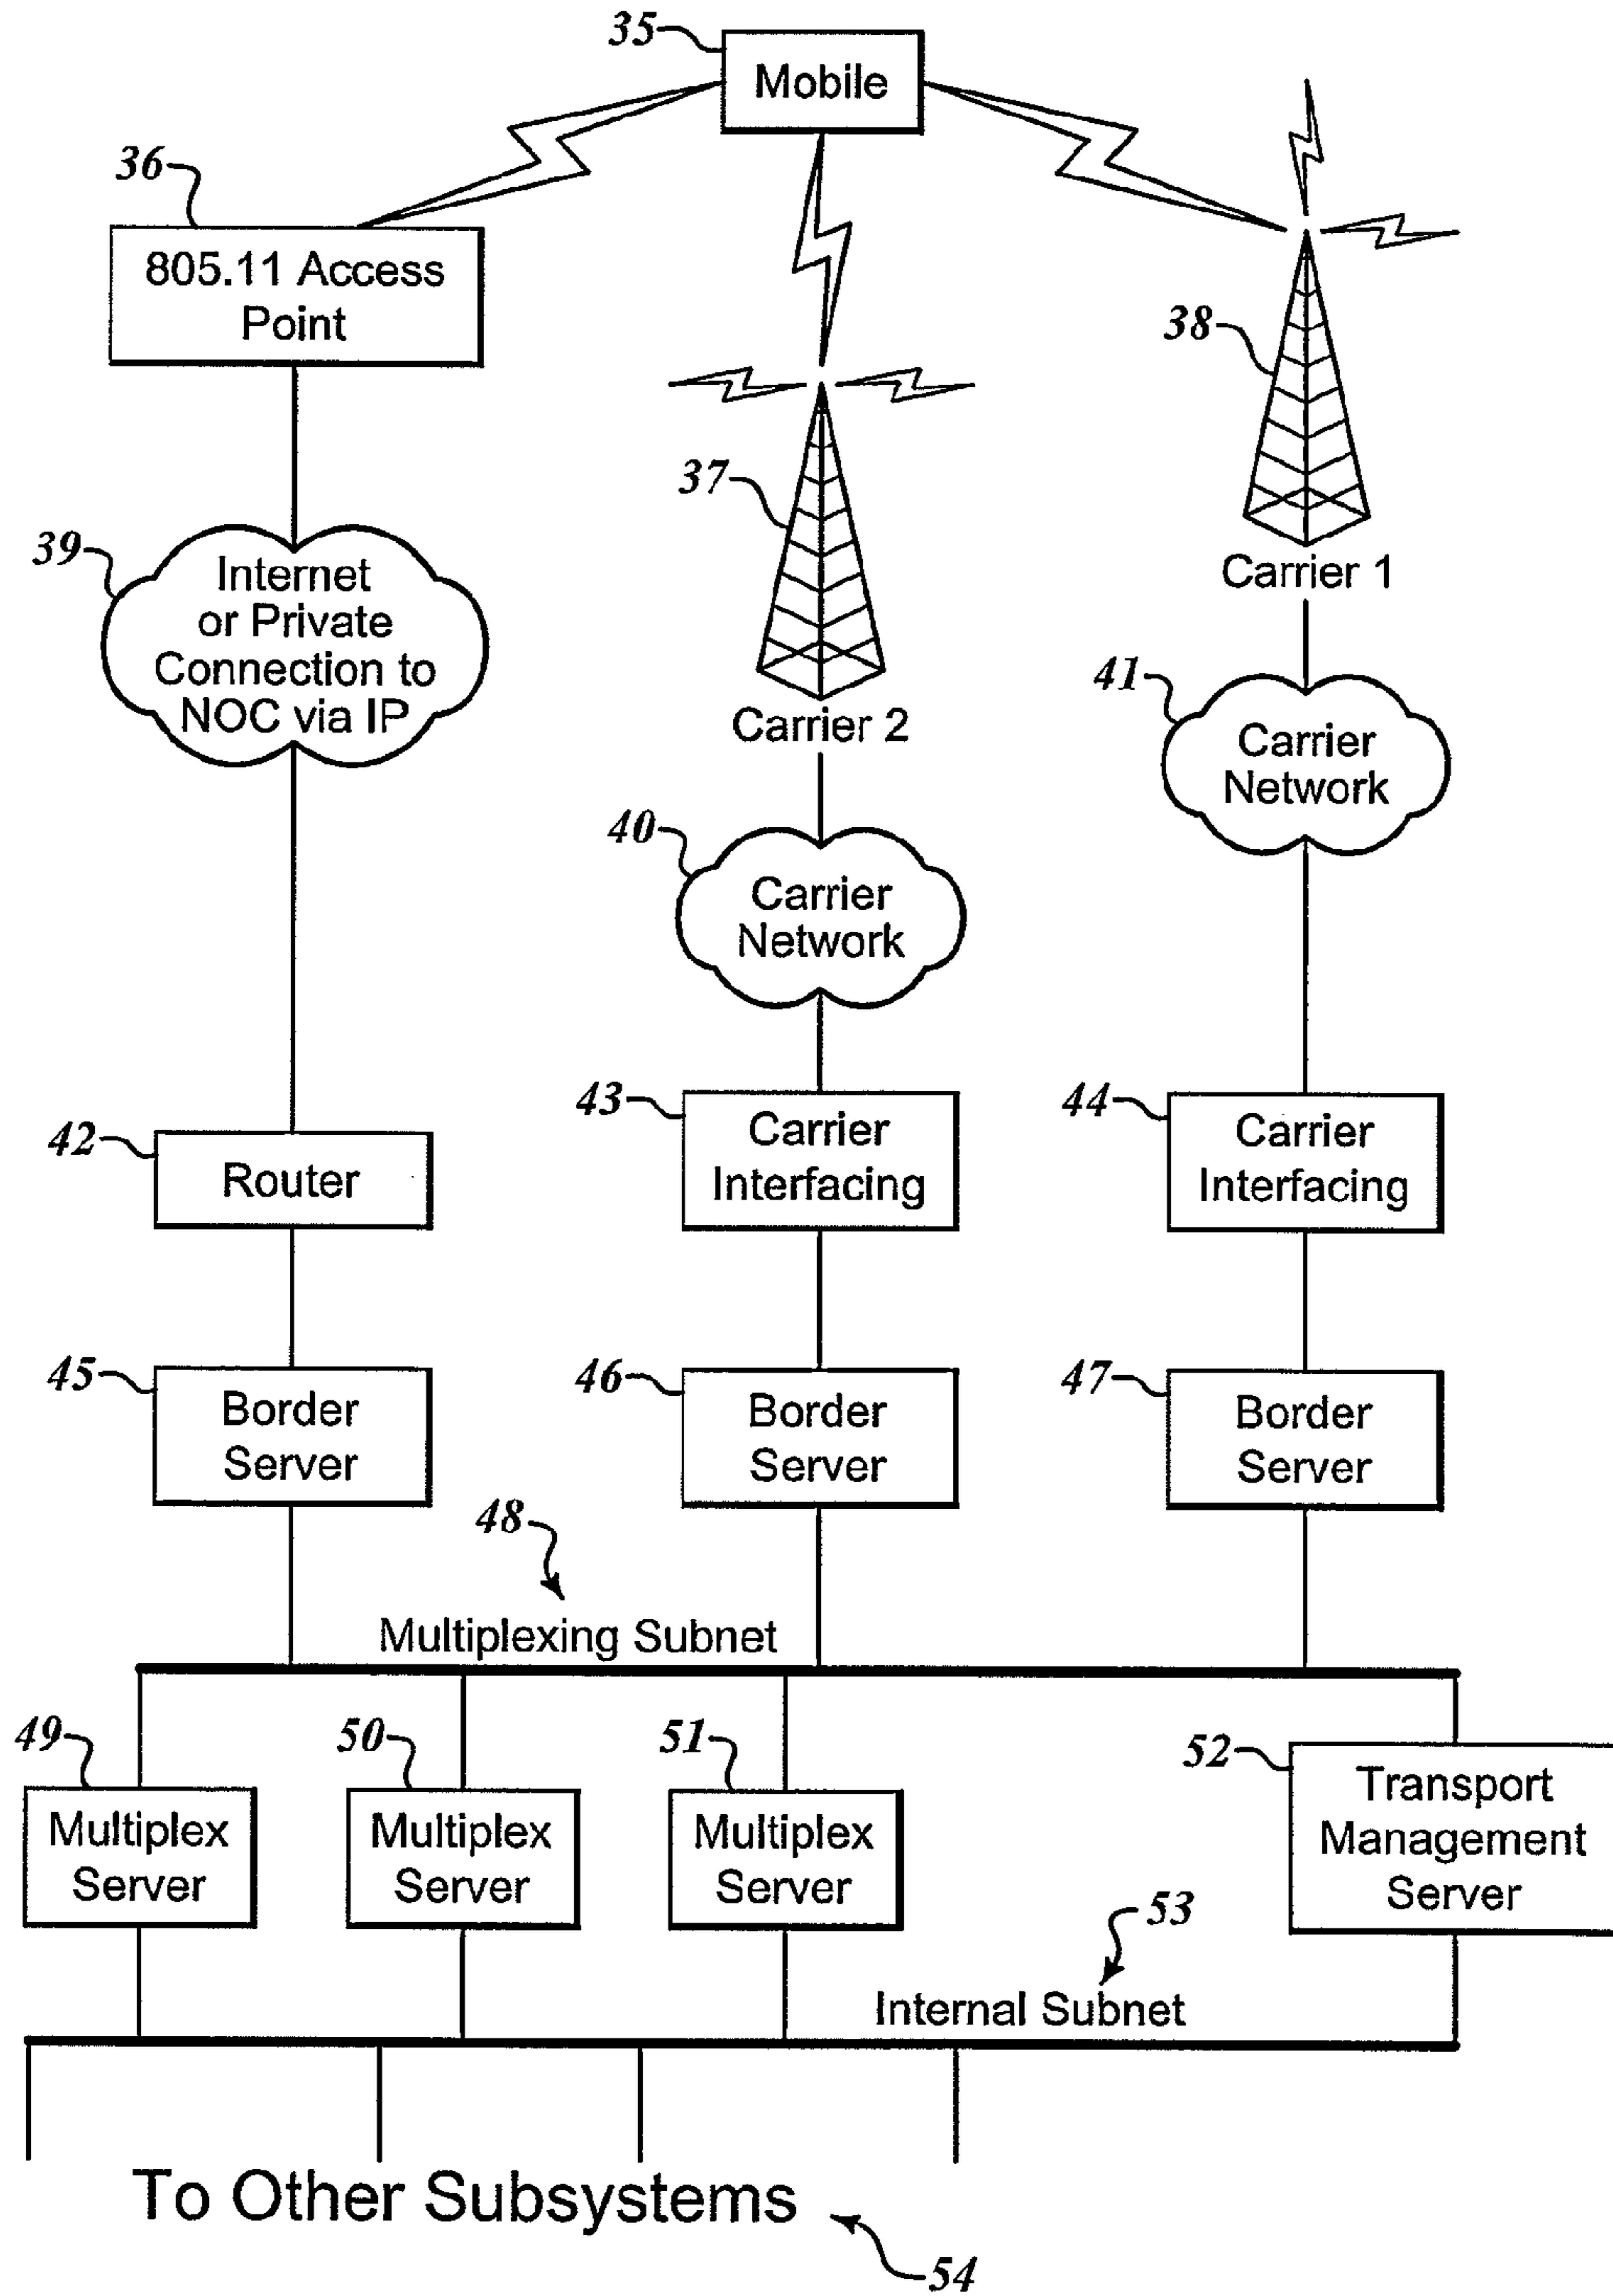 35
Mobile
36
805.11 Access
Point
38
37
39
Internet
or Private
Connection to
NOC via IP
Carrier 1
Carrier 2
41
Carrier
Network
40
Carrier
Network
42
Router
43
Carrier
Interfacing
44
Carrier
Interfacing
45
Border
Server
46
Border
Server
47
Border
Server
48
Multiplexing Subnet
49
Multiplex
Server
50
Multiplex
Server
51
Multiplex
Server
52
Transport
Management
Server
53
Internal Subnet
To Other Subsystems
54